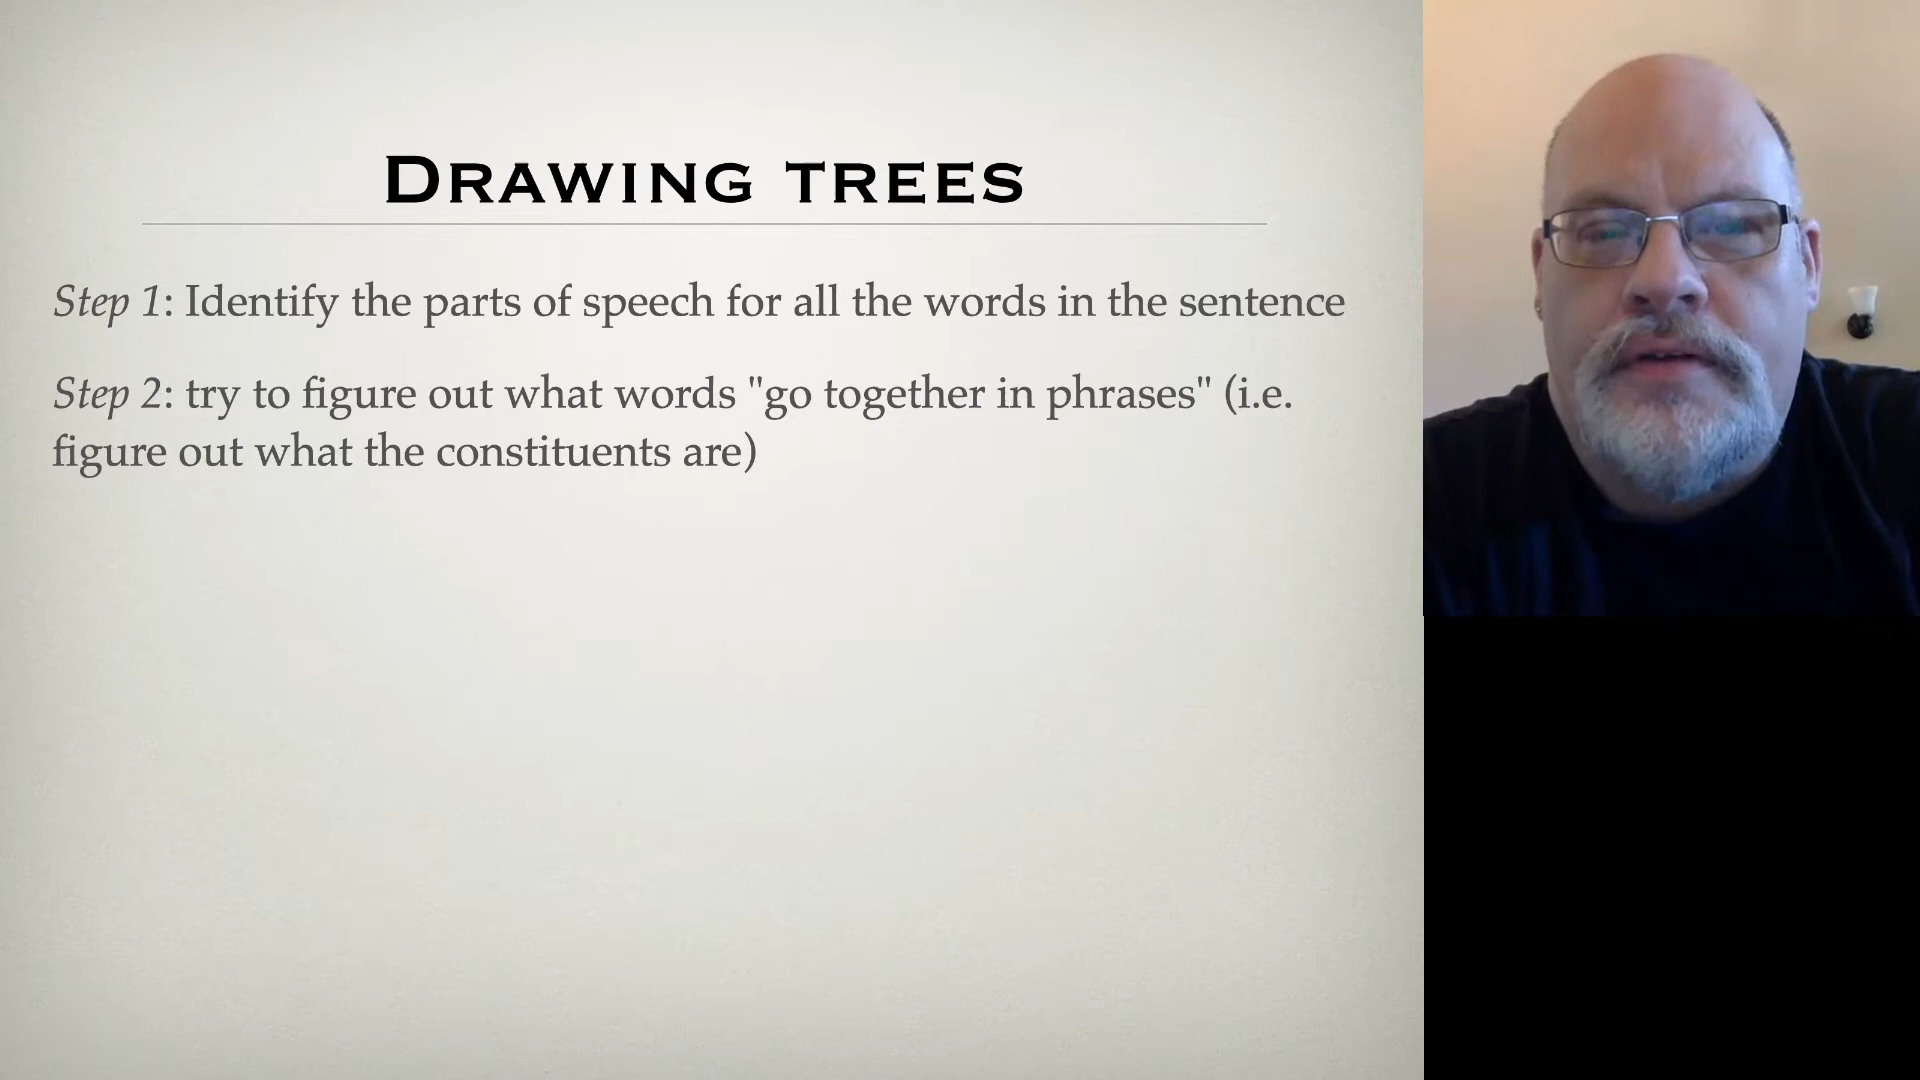 Drawing trees
Step 1: Identify the parts of speech for all the words in the sentence
Step 2: try to figure out what words "go together in phrases" (i.e.
figure out what the constituents are)